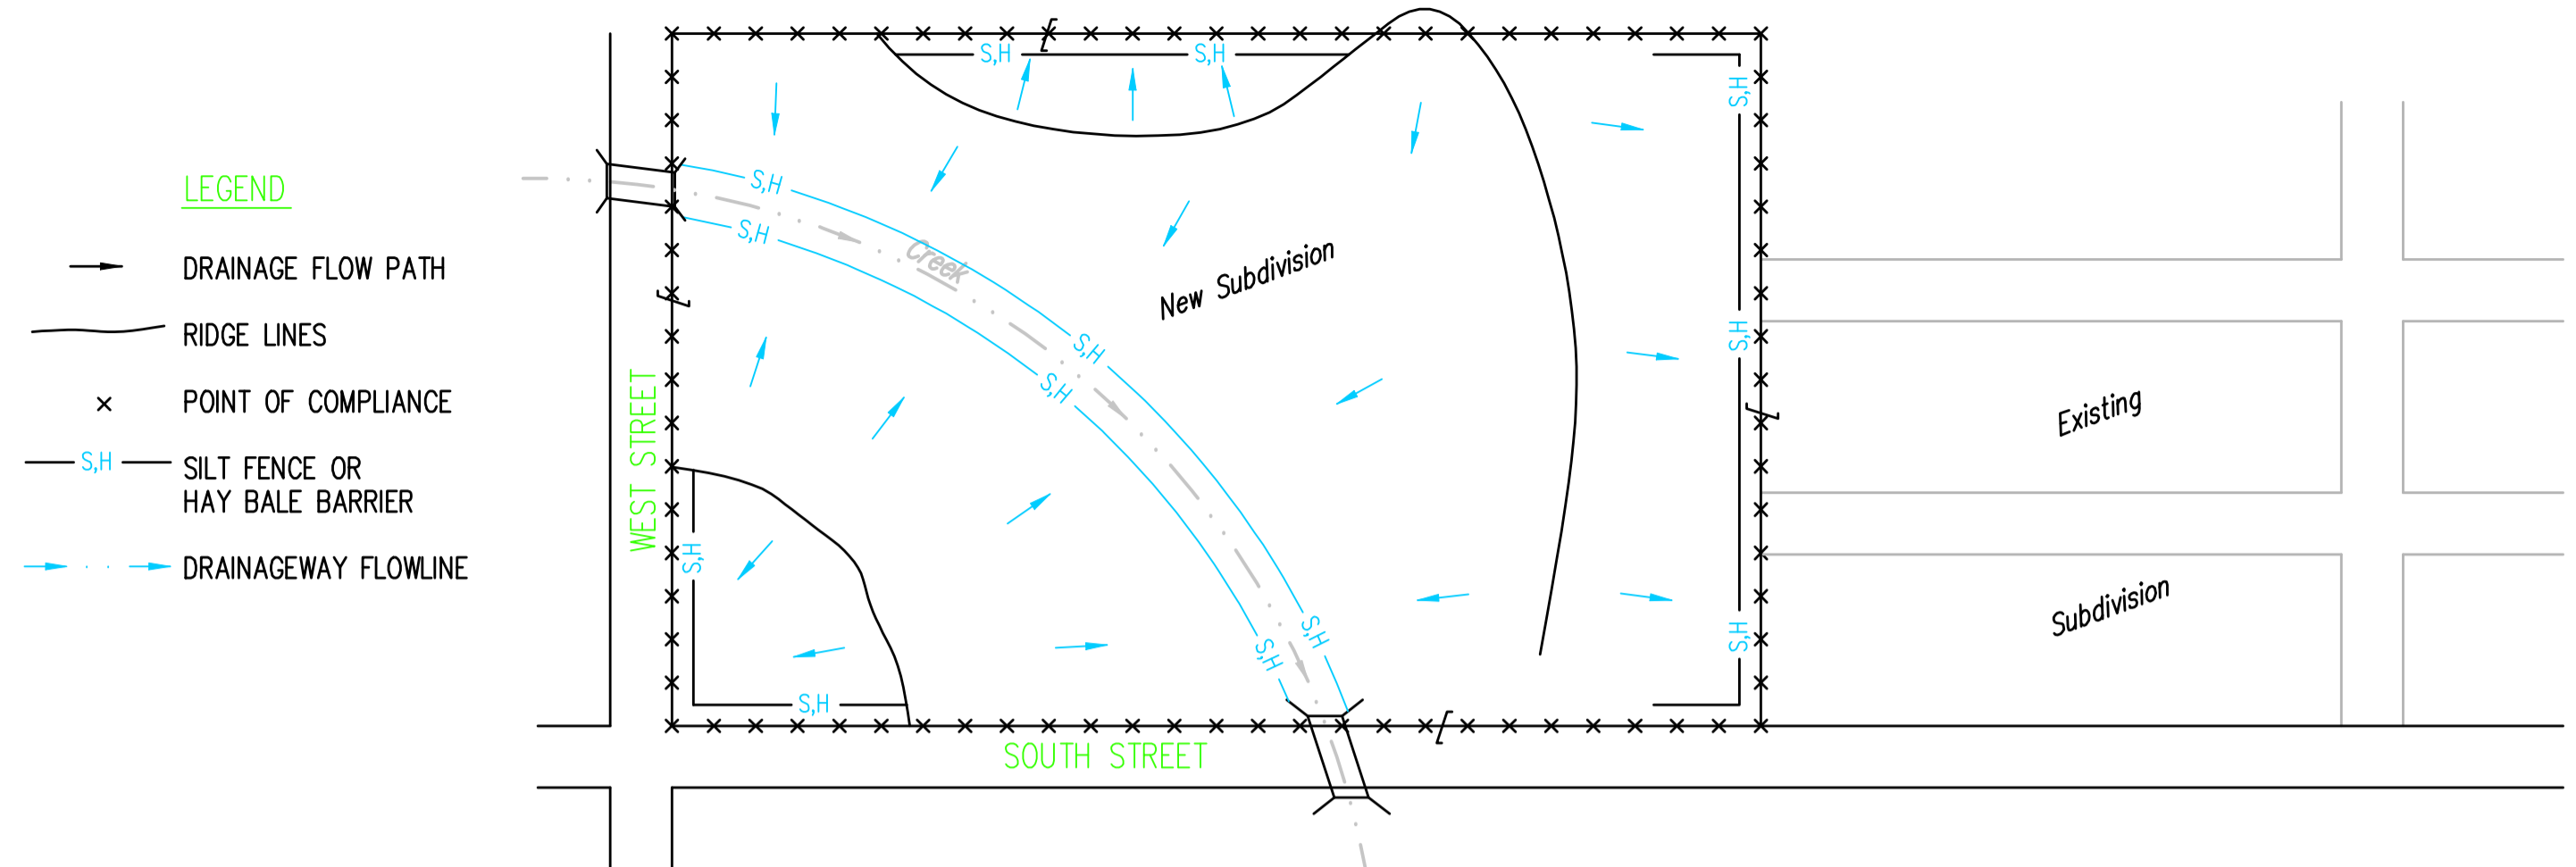 LEGEND
DRAINAGE FLOW PATH
RIDGE LINES
POINT OF COMPLIANCE
S,H
SILT FENCE OR
HAY BALE BARRIER
DRAINAGEWAY FLOWLINE
S,H
S,H
S,H
S,H
S,H
Creek
New Subdivision
S,H
S,H
S,H
WEST STREET
S,H
S,H
S,H
S,H
S,H
SOUTH STREET
Existing
Subdivision